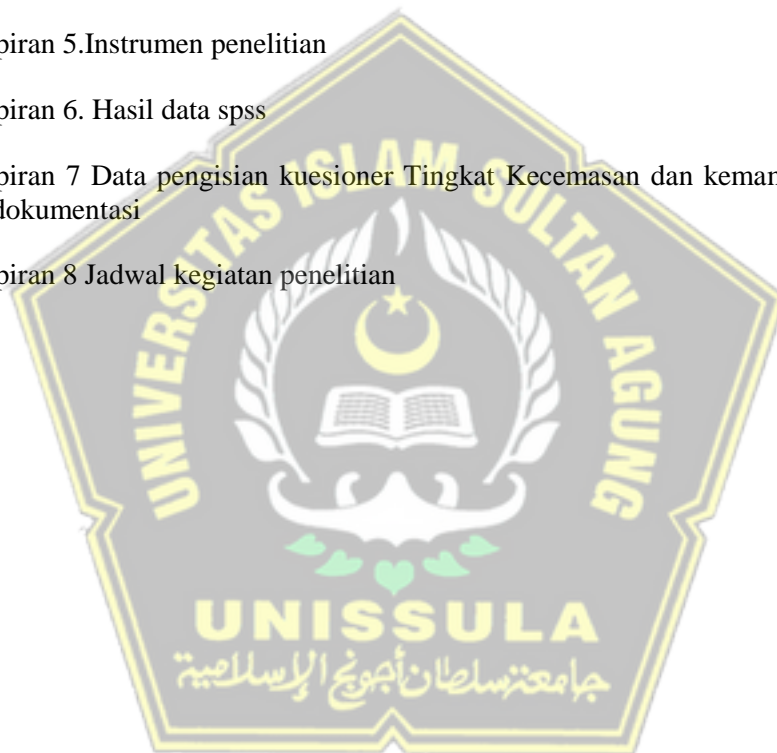 piran 5.Instrumen penelitian
piran 6. Hasil data spss
piran 7 Data pengisian kuesioner Tingkat Kecemasan dan keman
dokumentasi
piran 8 Jadwal kegiatan penelitian
UNIVERSITAS ISLAM SULTAN AGUNG
UNISSULA
جامعة سلطان أجونج الإسلامية